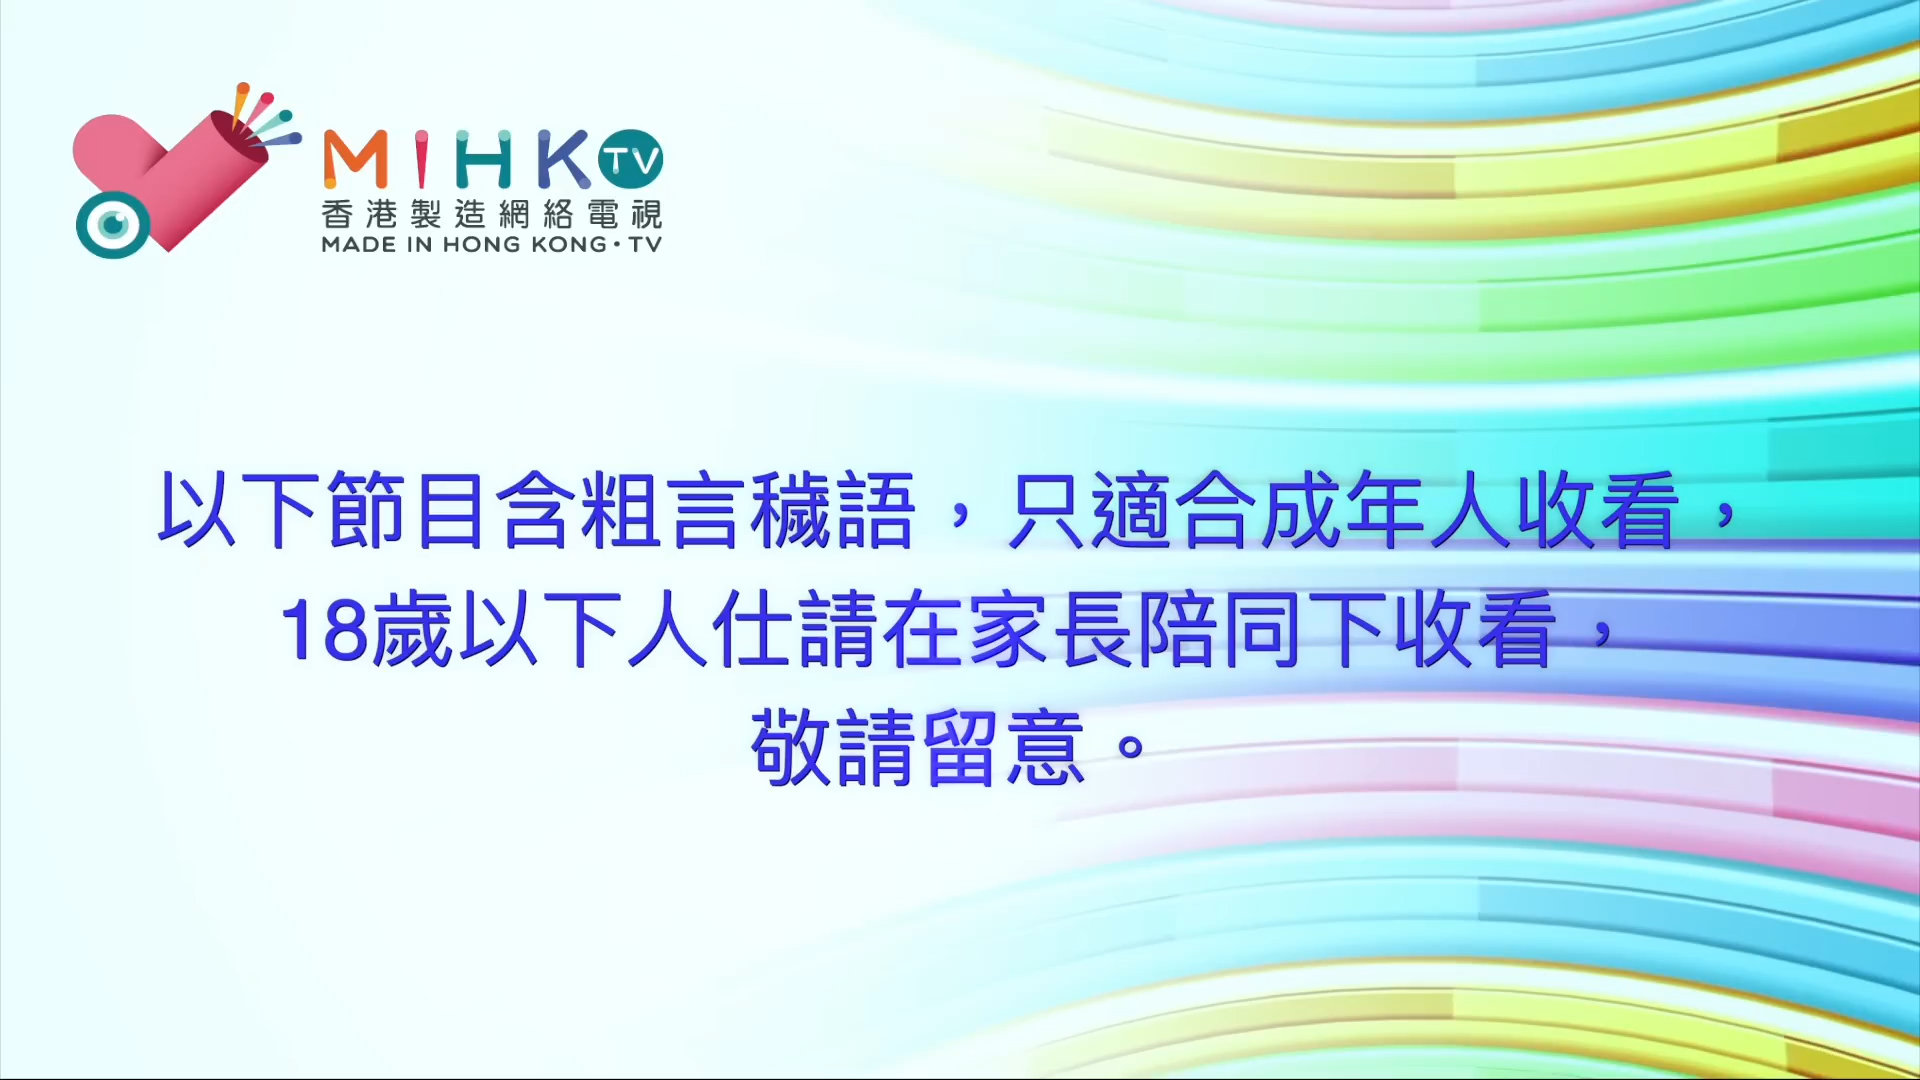 MIHK TV
香港製造網絡電視
MADE IN HONG KONG・TV
以下節目含粗言穢語，只適合成年人收看，
18歲以下人仕請在家長陪同下收看，
敬請留意。